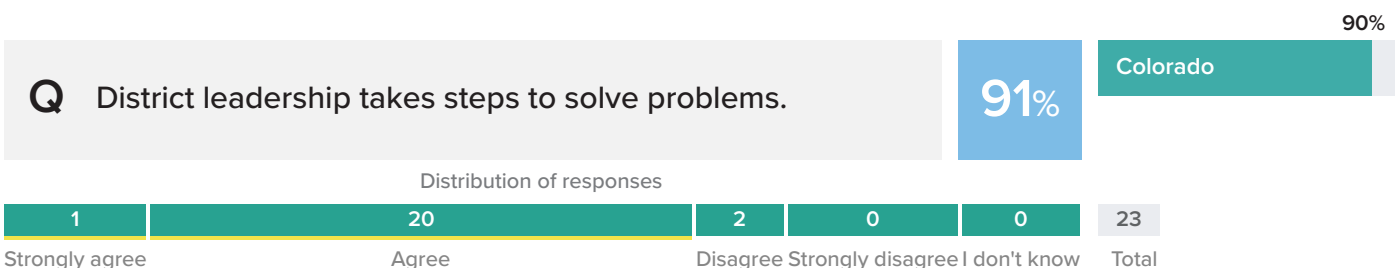 90%
Q District leadership takes steps to solve problems.
91%
Colorado
Distribution of responses
1 20 2 0 0 23
Strongly agree Agree Disagree Strongly disagree I don't know Total